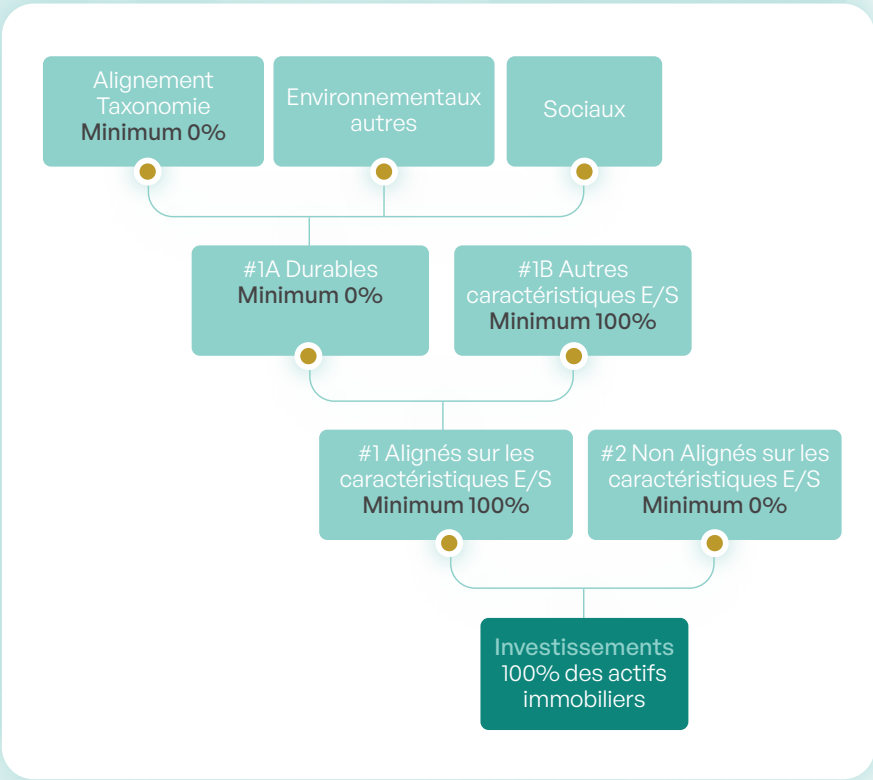 Alignement
Taxonomie
Minimum 0%
Environnementaux
autres
Sociaux
#1A Durables
Minimum 0%
#1B Autres
caractéristiques E/S
Minimum 100%
#1 Alignés sur les
caractéristiques E/S
Minimum 100%
#2 Non Alignés sur les
caractéristiques E/S
Minimum 0%
Investissements
100% des actifs
immobiliers